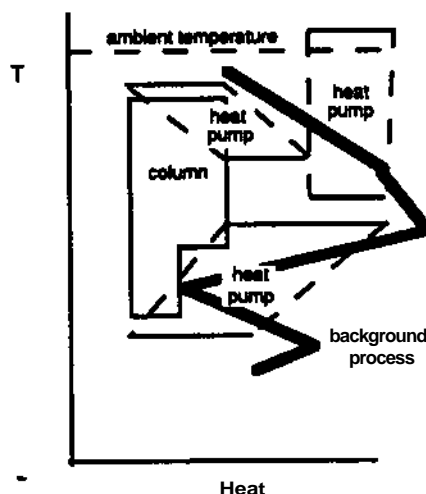 ambient temperature
T
heat
pump
heat
pump
column
heat
pump
background
process
Heat